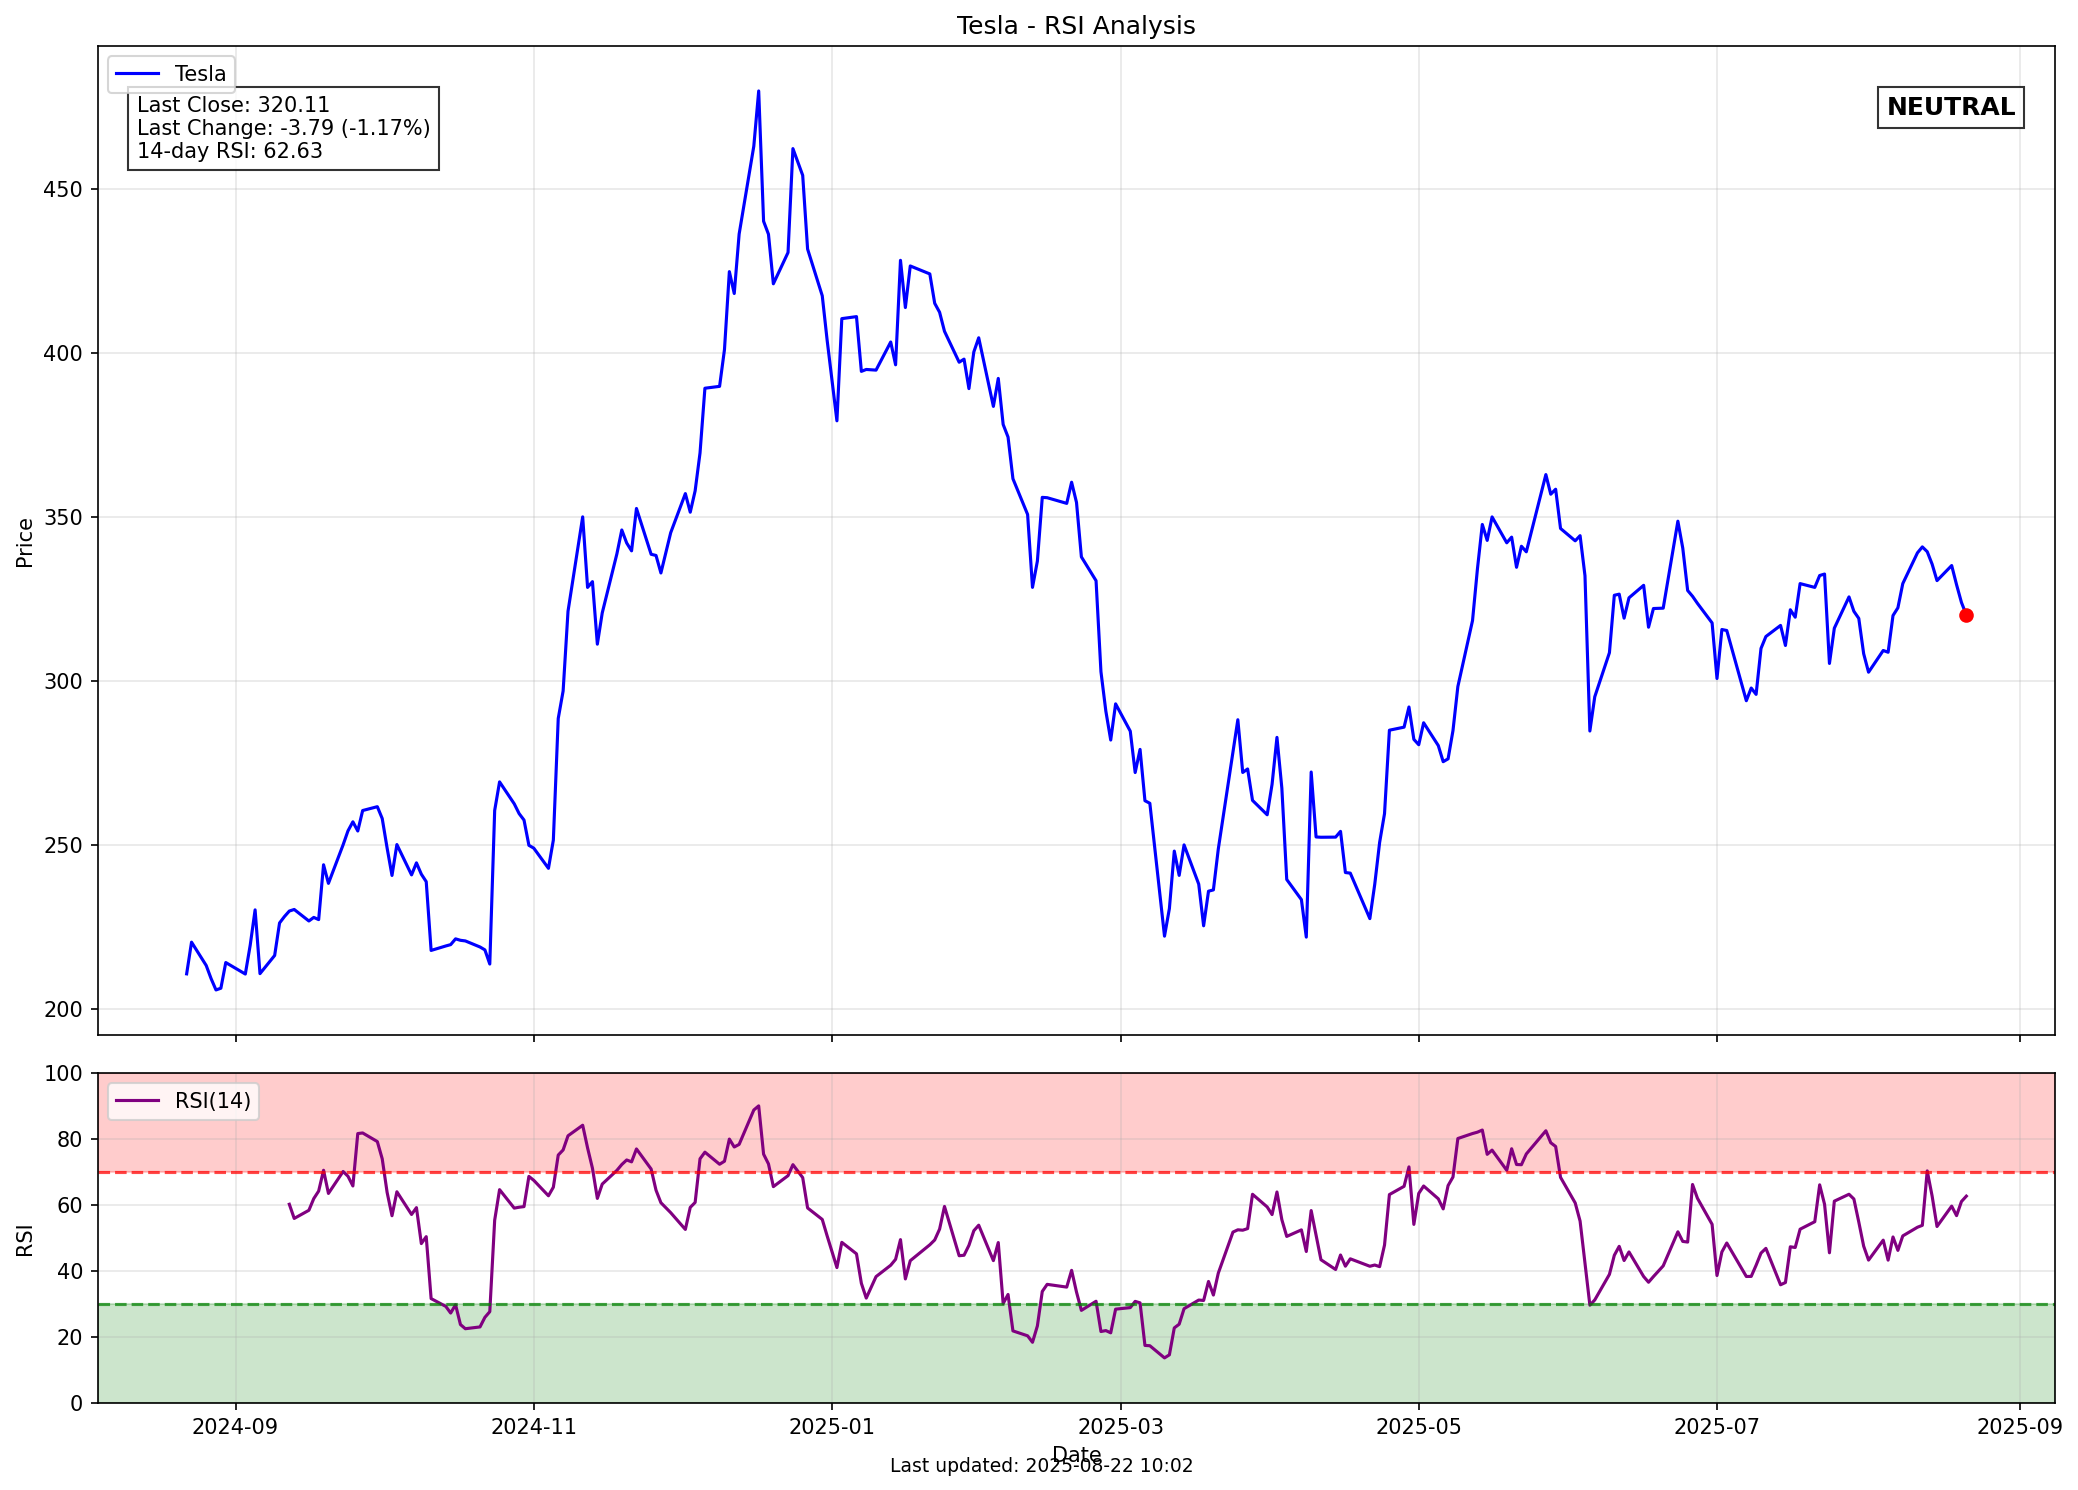 Tesla - RSI Analysis
Tesla
Last Close: 320.11
Last Change: -3.79 (-1.17%)
14-day RSI: 62.63
NEUTRAL
Price
450
400
350
300
250
200
RSI(14)
RSI
100
80
60
40
20
0
2024-09
2024-11
2025-01
2025-03
2025-05
2025-07
2025-09
Date
Last updated: 2025-08-22 10:02